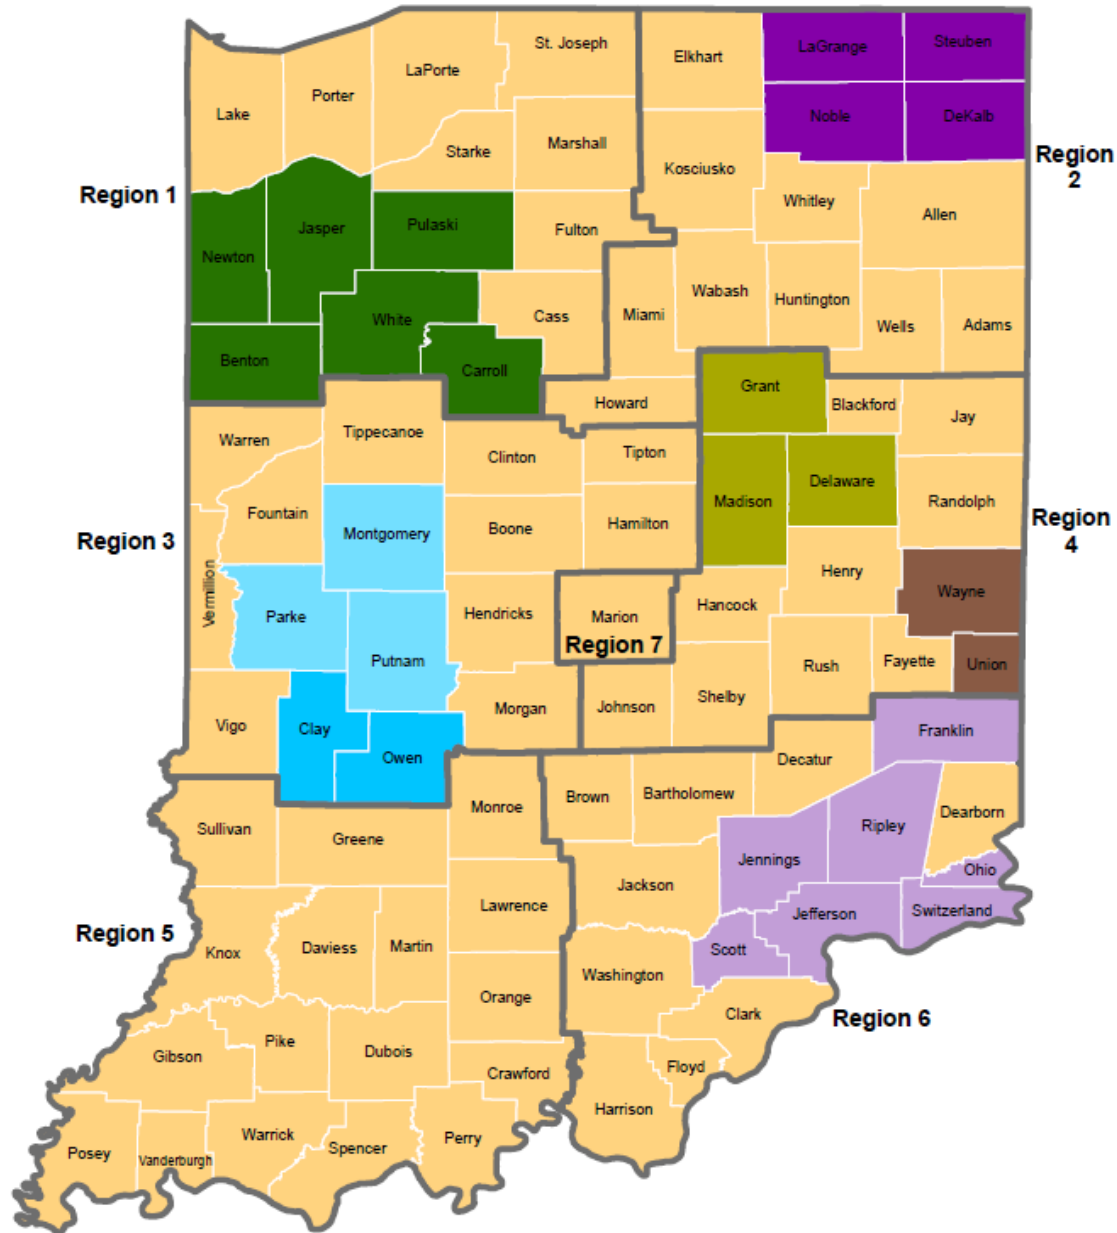 St. Joseph
LaGrange
Steuben
Elkhart
LaPorte
Porter
Lake
Noble
DeKalb
Marshall
Starke
Region
2
Kosciusko
Region 1
Whitley
Allen
Jasper
Pulaski
Fulton
Newton
Wabash
Huntington
White
Cass
Miami
Wells
Adams
Benton
Carroll
Grant
Howard
Blackford
Jay
Warren
Tippecanoe
Clinton
Tipton
Madison
Delaware
Randolph
Fountain
Montgomery
Boone
Hamilton
Region
4
Region 3
Henry
Vermillion
Wayne
Parke
Hendricks
Marion
Hancock
Region 7
Putnam
Rush
Fayette
Union
Vigo
Clay
Morgan
Johnson
Shelby
Franklin
Owen
Decatur
Monroe
Brown
Bartholomew
Dearborn
Sullivan
Greene
Ripley
Jennings
Ohio
Jackson
Lawrence
Jefferson
Switzerland
Region 5
Knox
Daviess
Martin
Scott
Washington
Orange
Clark
Region 6
Gibson
Pike
Dubois
Crawford
Floyd
Harrison
Posey
Vanderburgh
Warrick
Spencer
Perry